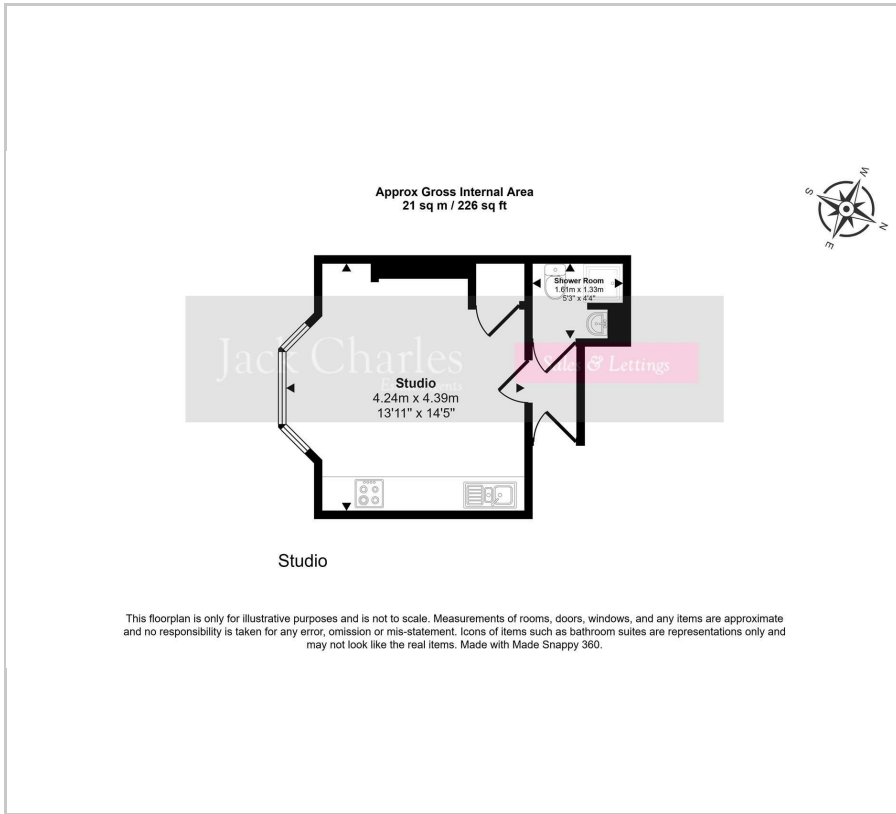 Approx Gross Internal Area
21 sq m / 226 sq ft
W
S
N
E
Shower Room
1.61m x 1.33m
5'3" x 4'4"
Jack Charles
Sales & Lettings
Studio
4.24m x 4.39m
13'11" x 14'5"
Studio
This floorplan is only for illustrative purposes and is not to scale. Measurements of rooms, doors, windows, and any items are approximate
and no responsibility is taken for any error, omission or mis-statement. Icons of items such as bathroom suites are representations only and
may not look like the real items. Made with Made Snappy 360.